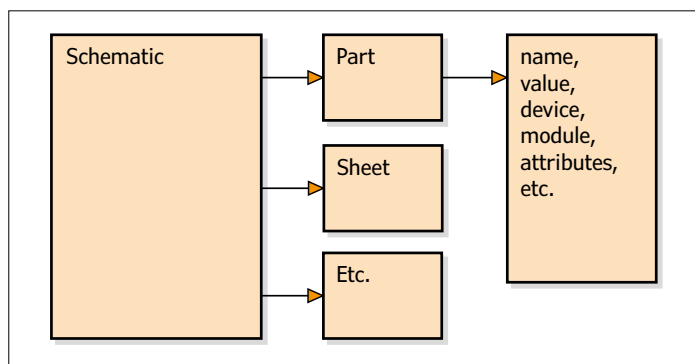 Schematic
Part
name,
value,
device,
module,
attributes,
etc.
Sheet
Etc.